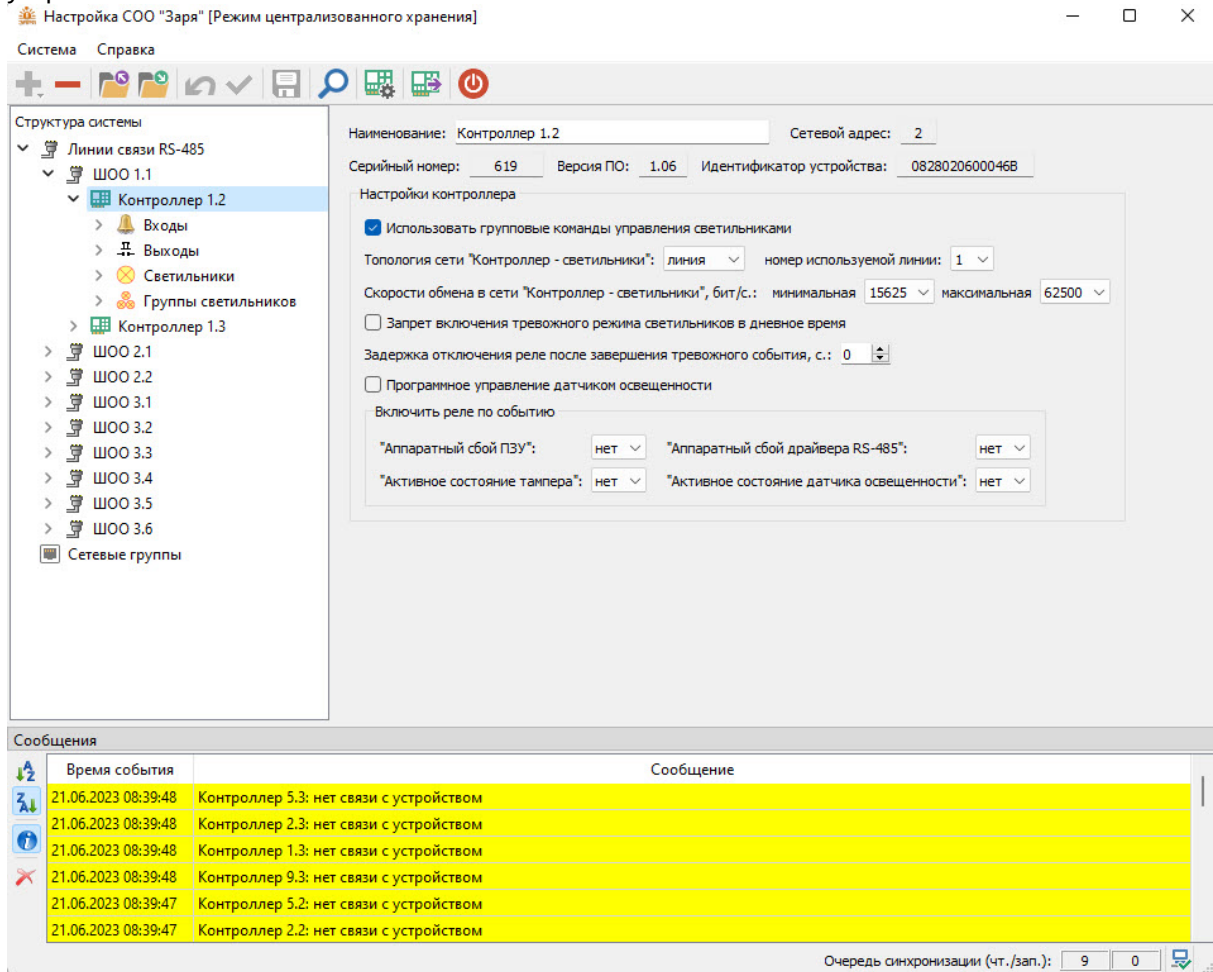 Настройка СОО "Заря" [Режим централизованного хранения]
Система Справка
Структура системы
Линии связи RS-485
ШОО 1.1
Контроллер 1.2
Входы
Выходы
Светильники
Группы светильников
Контроллер 1.3
ШОО 2.1
ШОО 2.2
ШОО 3.1
ШОО 3.2
ШОО 3.3
ШОО 3.4
ШОО 3.5
ШОО 3.6
Сетевые группы
Наименование: Контроллер 1.2 Сетевой адрес: 2
Серийный номер: 619 Версия ПО: 1.06 Идентификатор устройства: 0828020600046B
Настройки контроллера
Использовать групповые команды управления светильниками
Топология сети "Контроллер - светильники": линия номер используемой линии: 1
Скорости обмена в сети "Контроллер - светильники", бит/с.: минимальная 15625 максимальная 62500
Запрет включения тревожного режима светильников в дневное время
Задержка отключения реле после завершения тревожного события, с.: 0
Программное управление датчиком освещенности
Включить реле по событию
"Аппаратный сбой ПЗУ": нет "Аппаратный сбой драйвера RS-485": нет
"Активное состояние тампера": нет "Активное состояние датчика освещенности": нет
Сообщения
Время события Сообщение
21.06.2023 08:39:48 Контроллер 5.3: нет связи с устройством
21.06.2023 08:39:48 Контроллер 2.3: нет связи с устройством
21.06.2023 08:39:48 Контроллер 1.3: нет связи с устройством
21.06.2023 08:39:48 Контроллер 9.3: нет связи с устройством
21.06.2023 08:39:47 Контроллер 5.2: нет связи с устройством
21.06.2023 08:39:47 Контроллер 2.2: нет связи с устройством
Очередь синхронизации (чт./зап.): 9 0